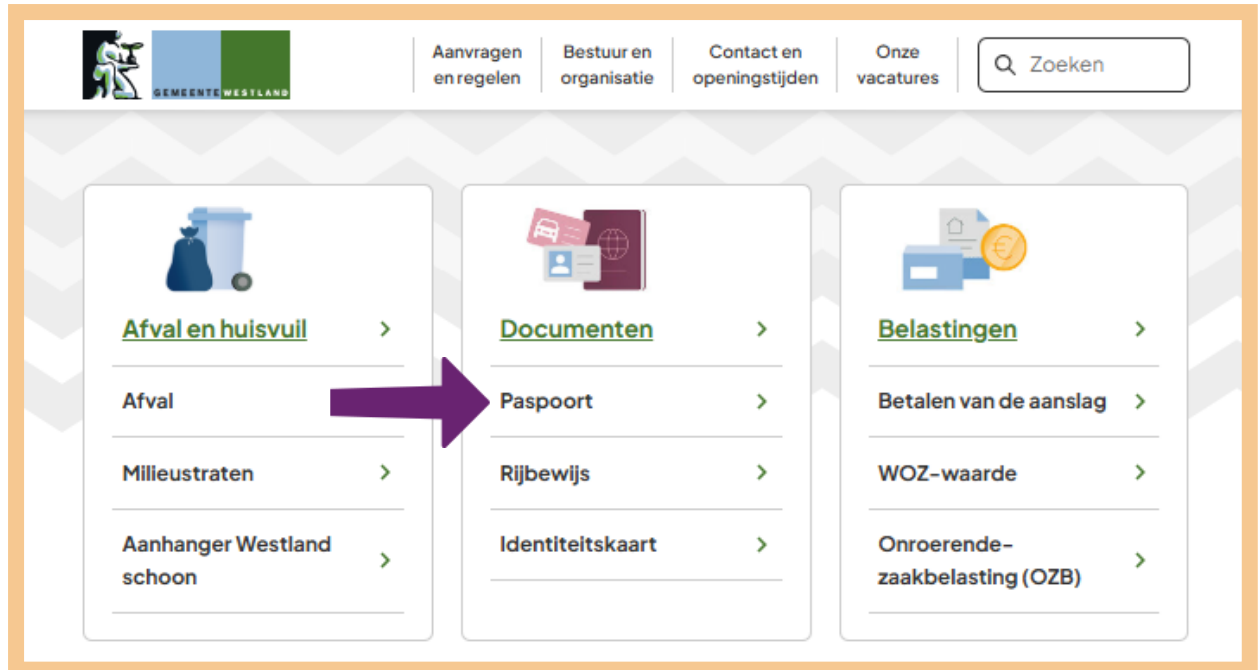 GEMEENTE WESTLAND
Aanvragen
en regelen
Bestuur en
organisatie
Contact en
openingstijden
Onze
vacatures
Zoeken
Afval en huisvuil
Afval
Milieustraten
Aanhanger Westland
schoon
Documenten
Paspoort
Rijbewijs
Identiteitskaart
Belastingen
Betalen van de aanslag
WOZ-waarde
Onroerende-
zaakbelasting (OZB)